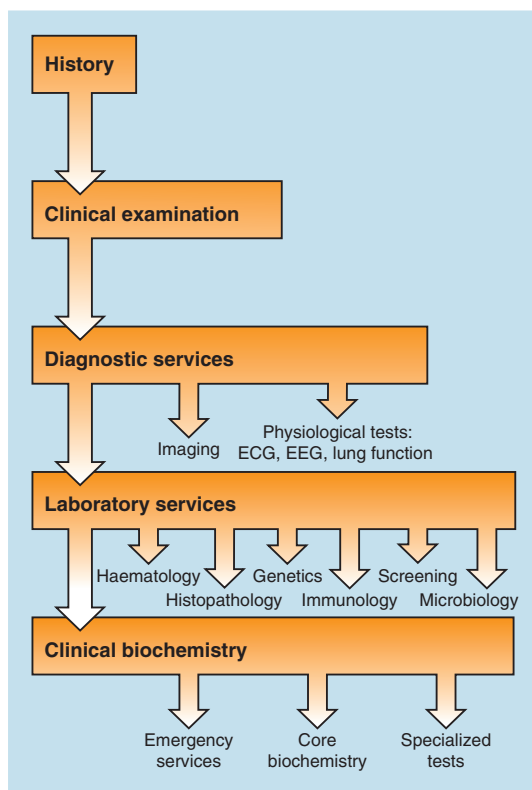 History
Clinical examination
Diagnostic services
Imaging
Physiological tests:
ECG, EEG, lung function
Laboratory services
Haematology
Histopathology
Genetics
Immunology
Screening
Microbiology
Clinical biochemistry
Emergency
services
Core
biochemistry
Specialized
tests